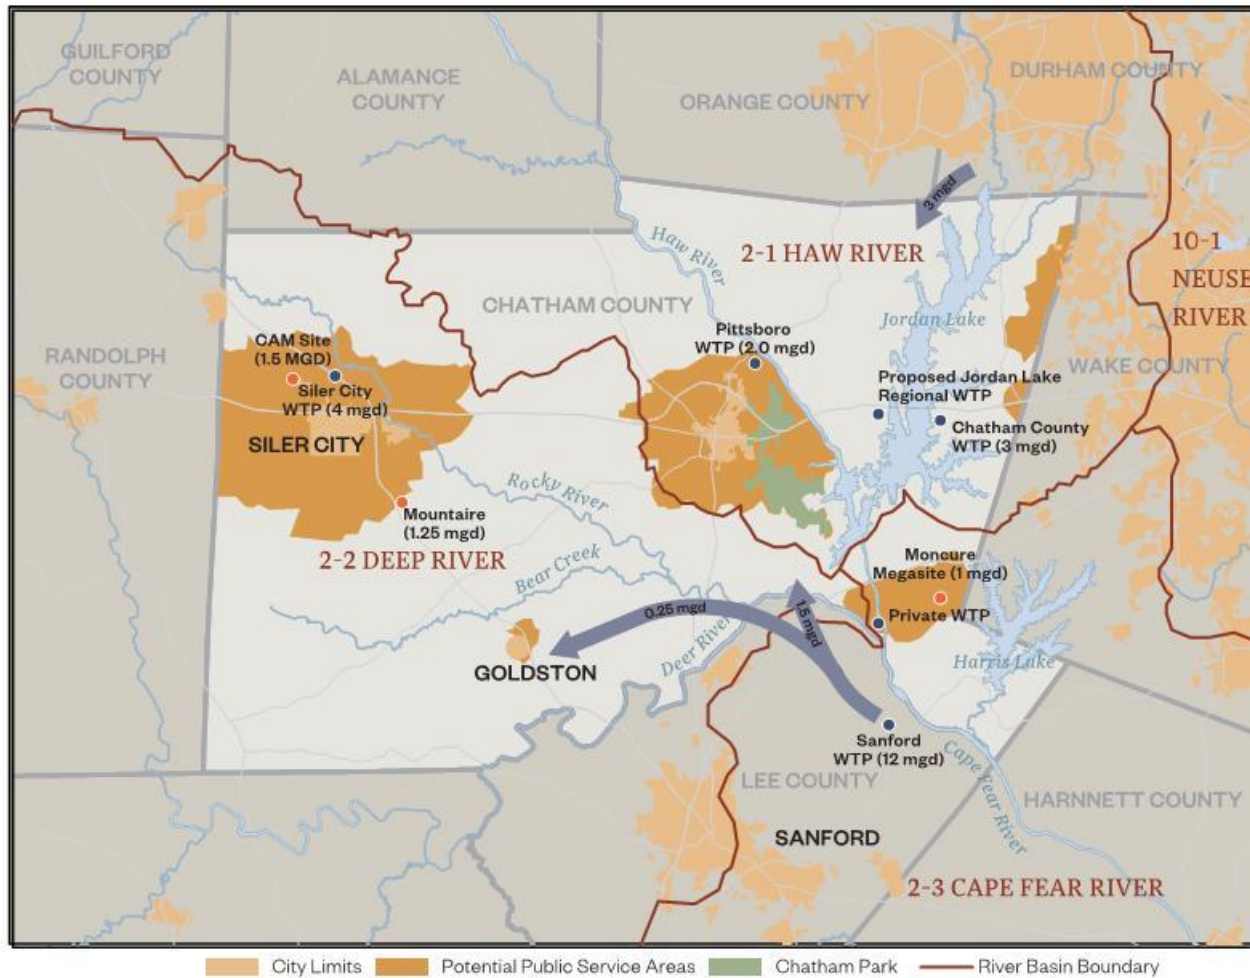 GUILFORD
COUNTY
ALAMANCE
COUNTY
ORANGE COUNTY
DURHAM COUNTY
3 mgd
Haw River
2-1 HAW RIVER
10-1
NEUSE
RIVER
CHATHAM COUNTY
Jordan Lake
RANDOLPH
COUNTY
CAM Site
(1.5 MGD)
Siler City
WTP (4 mgd)
SILER CITY
Pittsboro
WTP (2.0 mgd)
Proposed Jordan Lake
Regional WTP
WAKE COUNTY
Chatham County
WTP (3 mgd)
Rocky River
Mountaire
(1.25 mgd)
2-2 DEEP RIVER
Bear Creek
Moncure
Megasite (1 mgd)
Private WTP
0.25 mgd
1.5 mgd
Deer River
Harris Lake
GOLDSTON
Sanford
WTP (12 mgd)
Cape Fear River
LEE COUNTY
HARNNETT COUNTY
SANFORD
2-3 CAPE FEAR RIVER
City Limits
Potential Public Service Areas
Chatham Park
River Basin Boundary